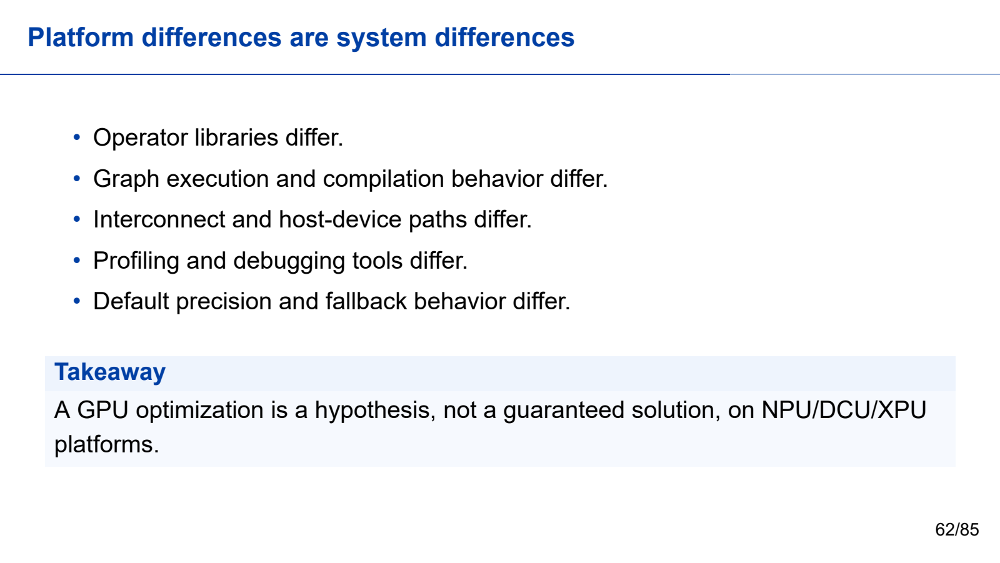 Platform differences are system differences
• Operator libraries differ.
• Graph execution and compilation behavior differ.
• Interconnect and host-device paths differ.
• Profiling and debugging tools differ.
• Default precision and fallback behavior differ.
Takeaway
A GPU optimization is a hypothesis, not a guaranteed solution, on NPU/DCU/XPU
platforms.
62/85